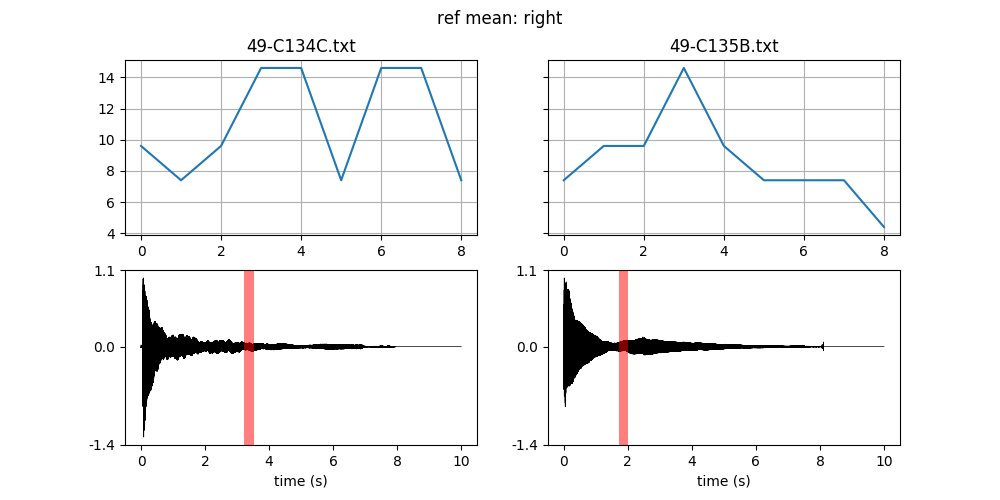 ref mean: right
49-C134C.txt 49-C135B.txt
14
12
10
8
6
4
0 2 4 6 8 0 2 4 6 8
1.1 1.1
0.0 0.0
-1.4 -1.4
0 2 4 6 8 10 0 2 4 6 8 10
time (s) time (s)